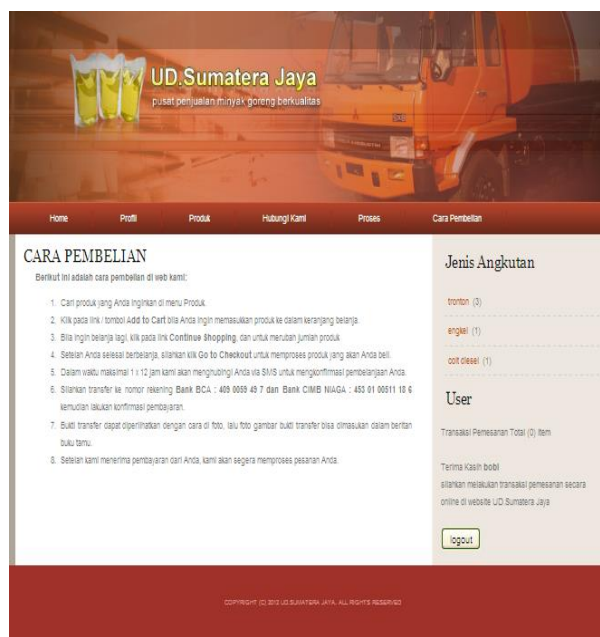 UD.Sumatera Jaya
pusat penjualan minyak goreng berkualitas
Home Profil Produk Hubungi Kami Proses Cara Pembelian
CARA PEMBELIAN
Berikut ini adalah cara pembelian di web kami:
1. Cari produk yang Anda inginkan di menu Produk
2. Klik pada link / tombol Add to Cart bila Anda ingin memasukkan produk ke dalam keranjang belanja.
3. Bila ingin belanja lagi, klik pada link Continue Shopping, dan untuk merubah jumlah produk
4. Setelah Anda selesai berbelanja, silahkan klik Go to Checkout untuk memproses produk yang akan Anda beli.
5. Dalam waktu maksimal 1 x 12 jam kami akan menghubingi Anda via SMS untuk mengkonfirmasi pembelanjaan Anda.
6. Silahkan transfer ke nomor rekening Bank BCA : 409 0059 49 7 dan Bank CIMB NIAGA : 453 01 00511 18 6
kemudian lakukan konfirmasi pembayaran.
7. Bukti transfer dapat diperlihatkan dengan cara di foto, lalu foto gambar bukti transfer bisa dimasukan dalam beritan
buku tamu.
8. Setelah kami menerima pembayaran dari Anda, kami akan segera memproses pesanan Anda.
Jenis Angkutan
tronton (3)
engkel (1)
colt diesel (1)
User
Transaksi Pemesanan Total (0) item
Terima Kasih bobi
silahkan melakukan transaksi pemesanan secara
online di website UD.Sumatera Jaya
logout
COPYRIGHT (C) 2012 UD.SUMATERA JAYA, ALL RIGHTS RESERVED